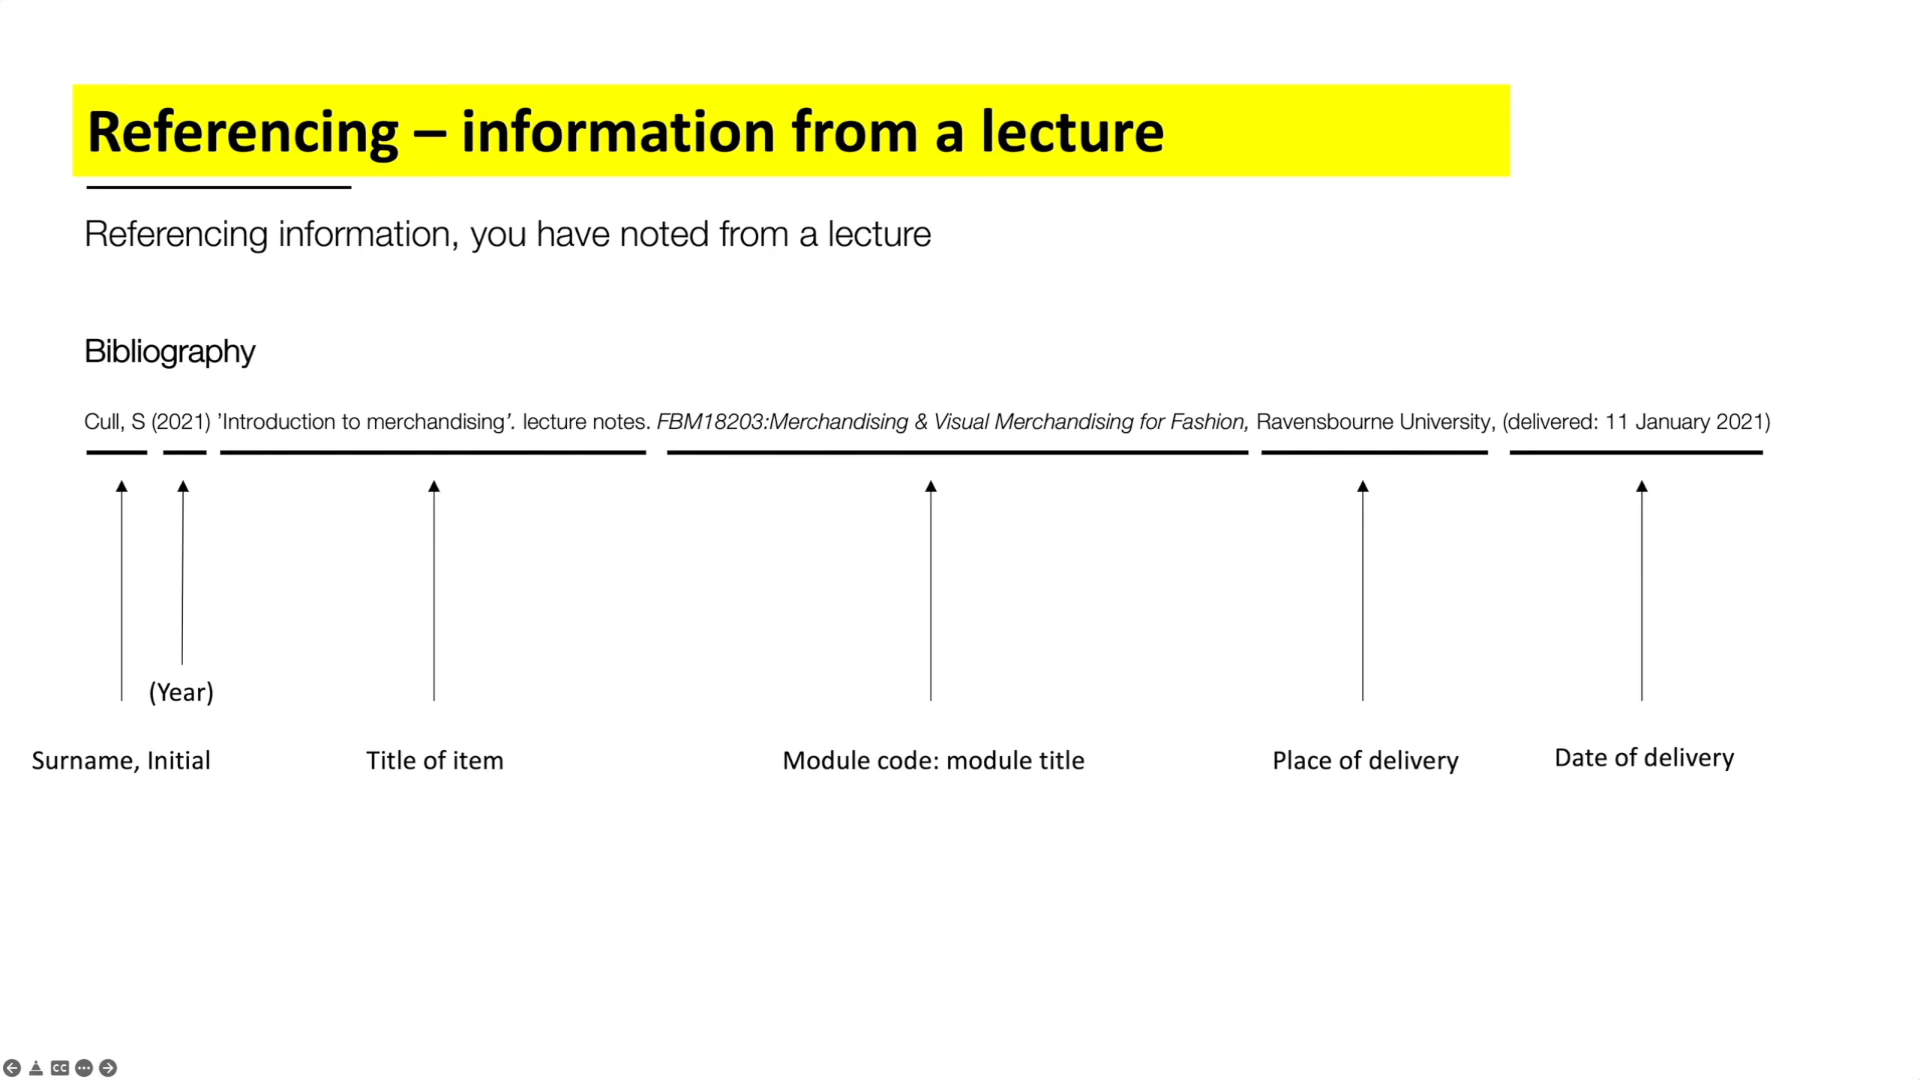 Referencing – information from a lecture
Referencing information, you have noted from a lecture
Bibliography
Cull, S (2021) ’Introduction to merchandising’. lecture notes. FBM18203:Merchandising & Visual Merchandising for Fashion, Ravensbourne University, (delivered: 11 January 2021)
(Year)
Surname, Initial
Title of item
Module code: module title
Place of delivery
Date of delivery
CC